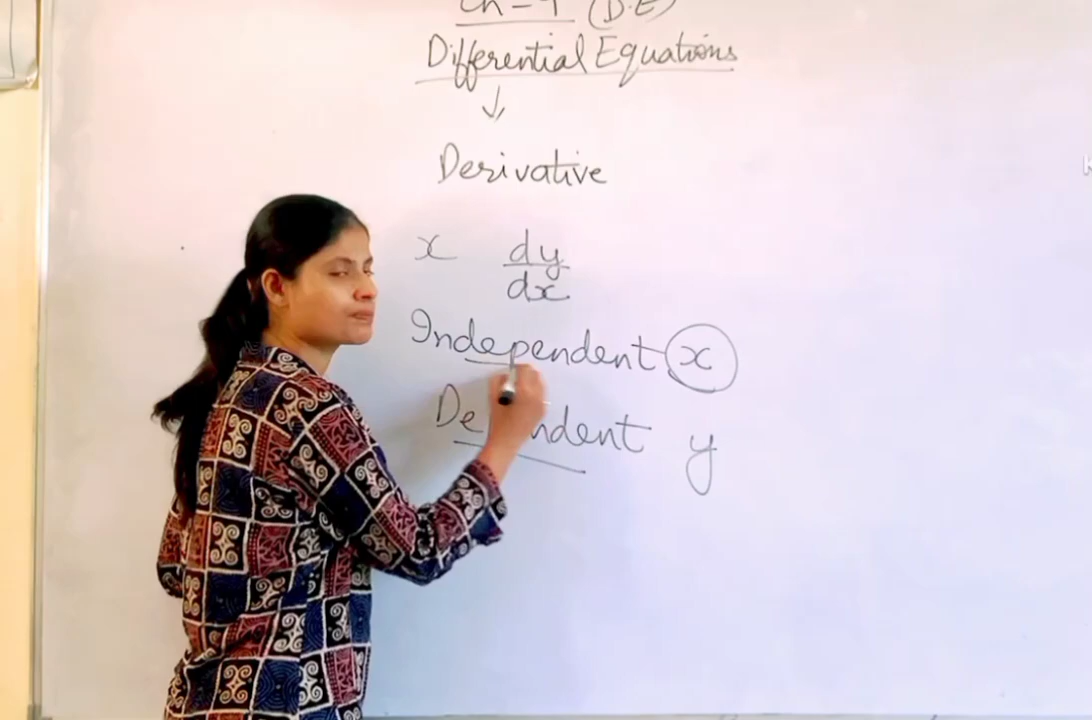 (D.E)
Differential Equations
↓
Derivative
x dy/dx
Independent x
y